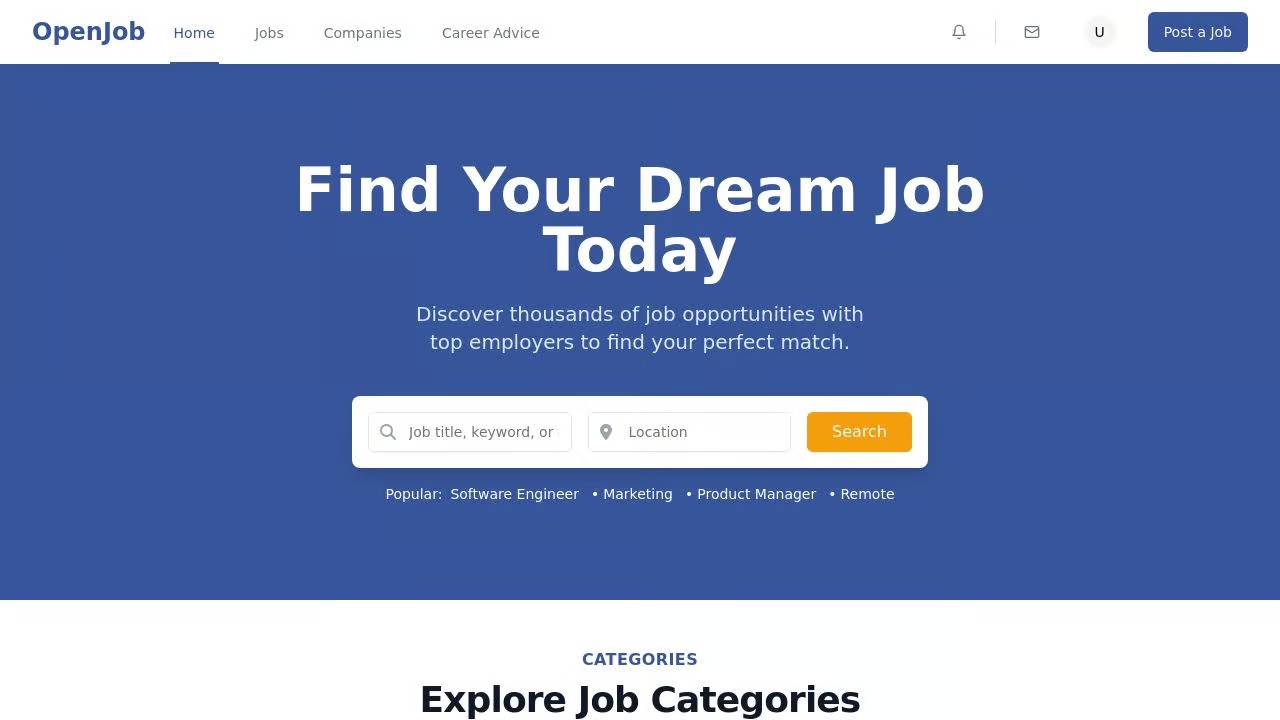 OpenJob
Home
Jobs
Companies
Career Advice
U
Post a Job
Find Your Dream Job
Today
Discover thousands of job opportunities with
top employers to find your perfect match.
Job title, keyword, or
Location
Search
Popular: Software Engineer • Marketing • Product Manager • Remote
CATEGORIES
Explore Job Categories